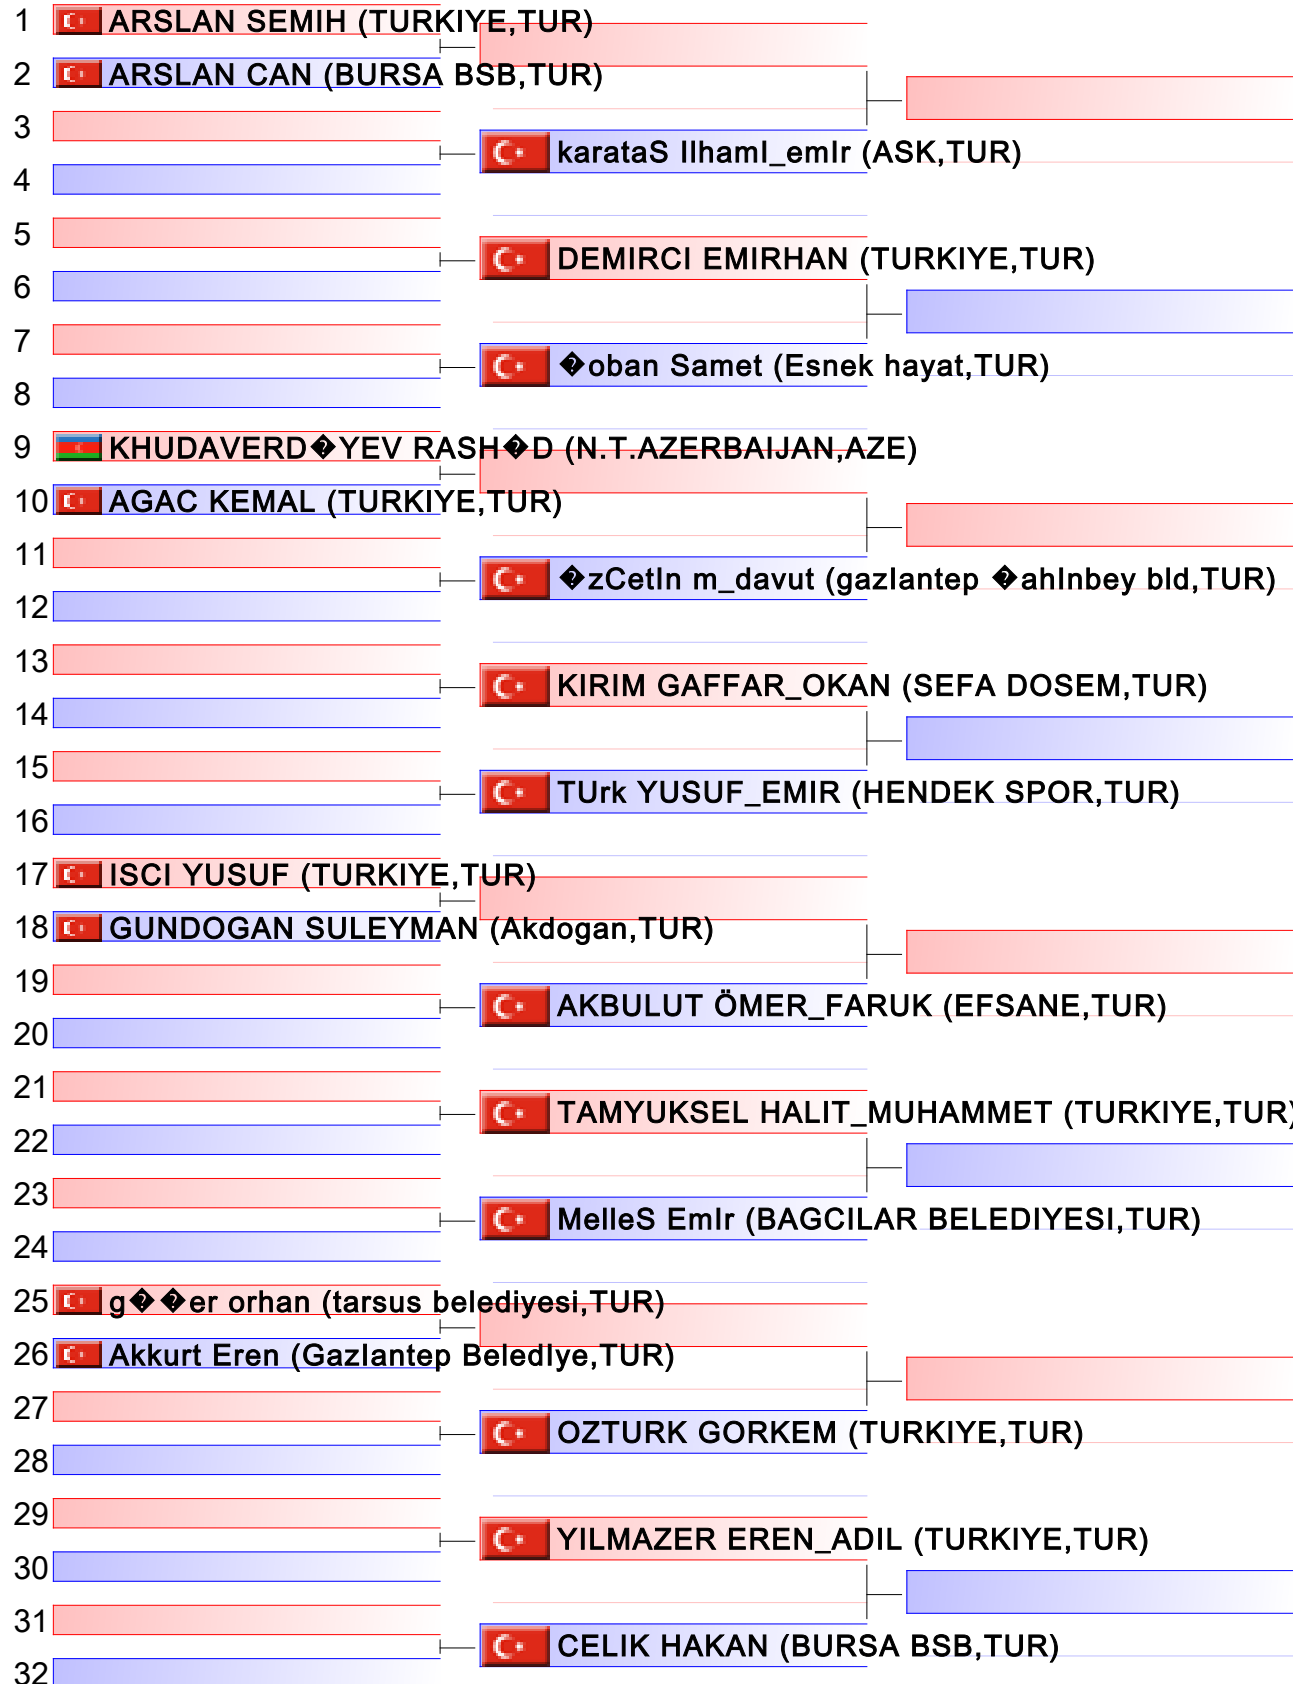 1 ARSLAN SEMIH (TURKIYE,TUR)
2 ARSLAN CAN (BURSA BSB,TUR)
3
karataS IlhamI_emIr (ASK,TUR)
4
5
DEMIRCI EMIRHAN (TURKIYE,TUR)
6
7
�oban Samet (Esnek hayat,TUR)
8
9 KHUDAVERD�YEV RASH�D (N.T.AZERBAIJAN,AZE)
10 AGAC KEMAL (TURKIYE,TUR)
11
�zCetIn m_davut (gazIantep �ahInbey bld,TUR)
12
13
KIRIM GAFFAR_OKAN (SEFA DOSEM,TUR)
14
15
TUrk YUSUF_EMIR (HENDEK SPOR,TUR)
16
17 ISCI YUSUF (TURKIYE,TUR)
18 GUNDOGAN SULEYMAN (Akdogan,TUR)
19
AKBULUT ÖMER_FARUK (EFSANE,TUR)
20
21
TAMYUKSEL HALIT_MUHAMMET (TURKIYE,TUR)
22
23
MelleS EmIr (BAGCILAR BELEDIYESI,TUR)
24
25 g��er orhan (tarsus belediyesi,TUR)
26 Akkurt Eren (GazIantep BeledIye,TUR)
27
OZTURK GORKEM (TURKIYE,TUR)
28
29
YILMAZER EREN_ADIL (TURKIYE,TUR)
30
31
CELIK HAKAN (BURSA BSB,TUR)
32